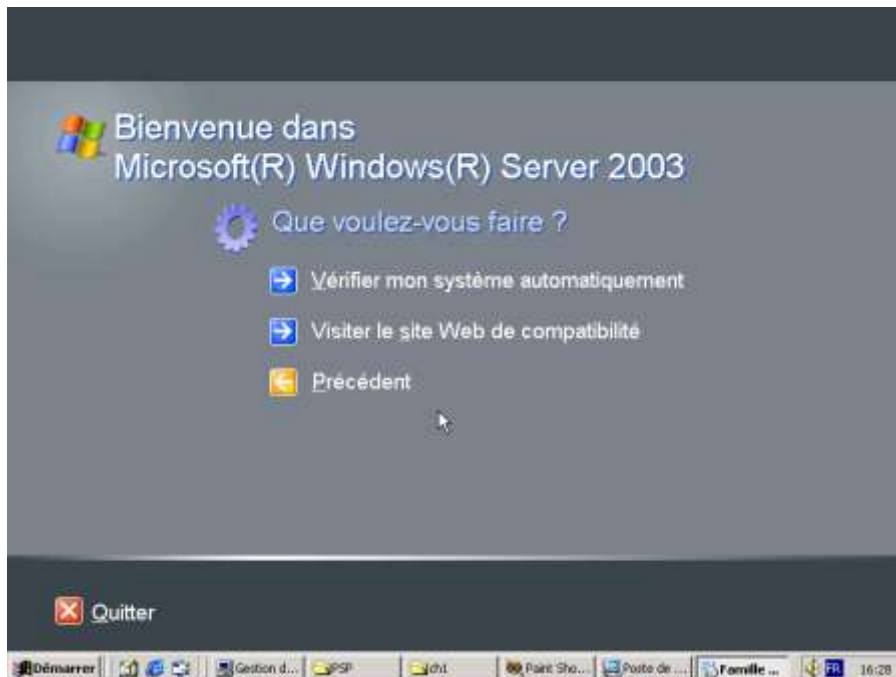 Bienvenue dans
Microsoft(R) Windows(R) Server 2003
Que voulez-vous faire ?
Vérifier mon système automatiquement
Visiter le site Web de compatibilité
Précédent
Quitter
Démarrer Gestion d... PSP ch1 Paint Sho... Poste de ... Famille ... FR 16:28